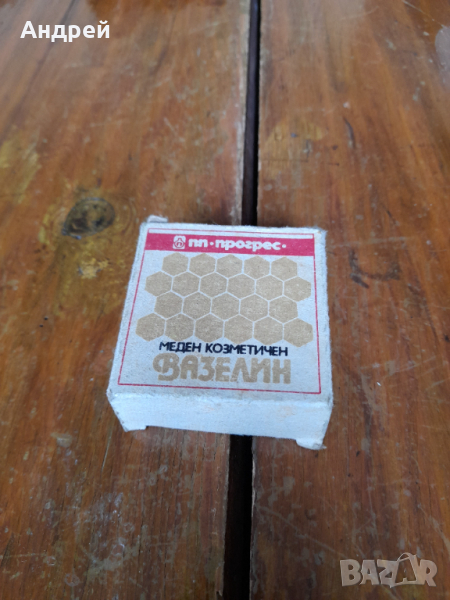 Андрей
пп·прогрес·
МЕДЕН КОЗМЕТИЧЕН
ВАЗЕЛИН
BAZAR